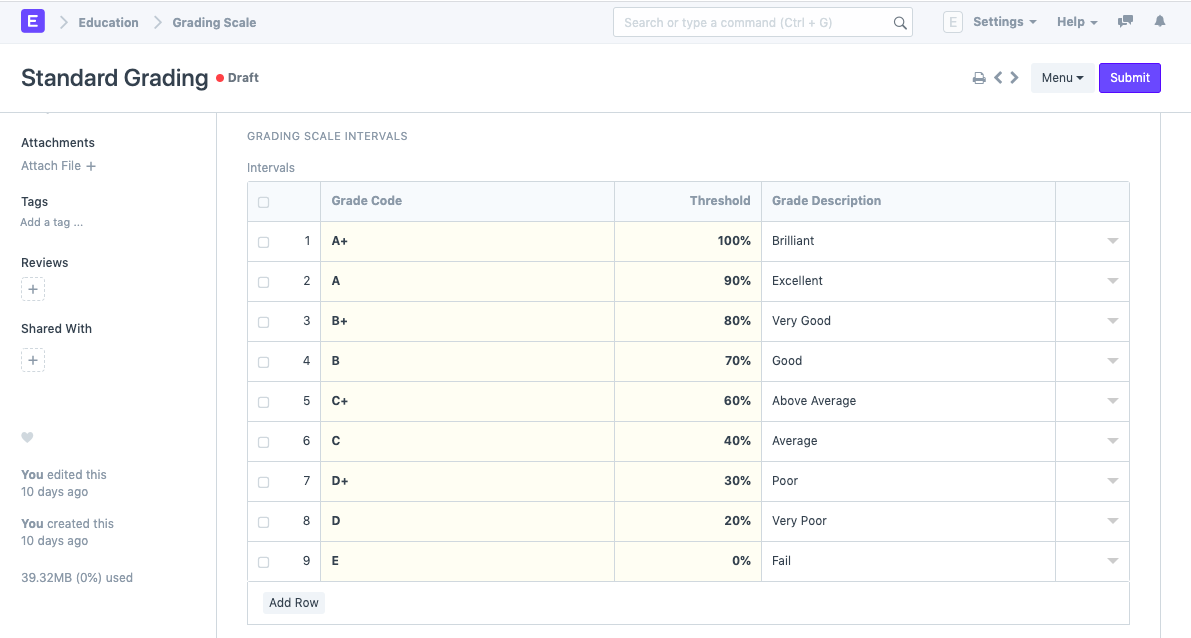 E Education Grading Scale Search or type a command (Ctrl + G) E Settings Help
Standard Grading Draft Menu Submit
Attachments
Attach File +
Tags
Add a tag ...
Reviews
+
Shared With
+
You edited this
10 days ago
You created this
10 days ago
39.32MB (0%) used
GRADING SCALE INTERVALS
Intervals
Grade Code Threshold Grade Description
1 A+ 100% Brilliant
2 A 90% Excellent
3 B+ 80% Very Good
4 B 70% Good
5 C+ 60% Above Average
6 C 40% Average
7 D+ 30% Poor
8 D 20% Very Poor
9 E 0% Fail
Add Row